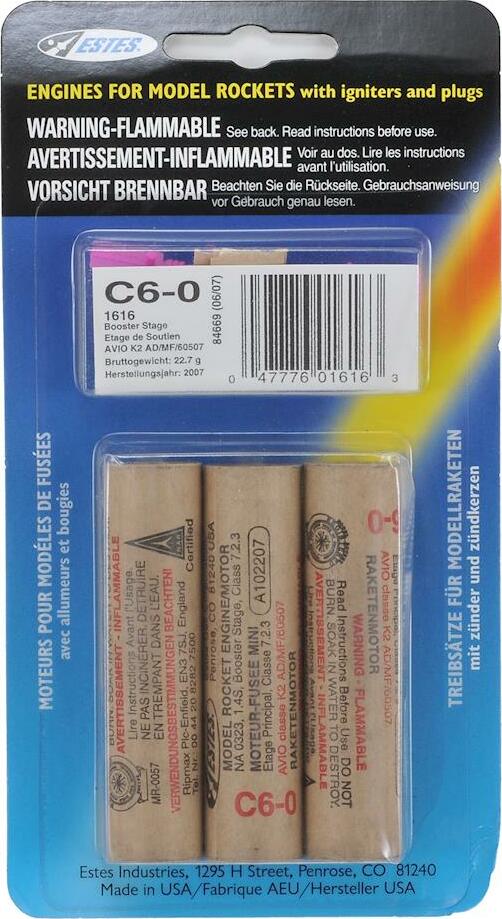 ESTES
ENGINES FOR MODEL ROCKETS with igniters and plugs
WARNING-FLAMMABLE See back. Read instructions before use.
AVERTISSEMENT-INFLAMMABLE Voir au dos. Lire les instructions avant l'utilisation.
VORSICHT BRENNBAR Beachten Sie die Rückseite. Gebrauchsanweisung vor Gebrauch genau lesen.
C6-0
1616
Booster Stage
Etage de Soutien
AVIO K2 AD/MF/60507
Bruttogewicht: 22.7 g
Herstellungsjahr: 2007
84669 (06/07)
0 47776 01616 3
MOTEURS POUR MODÈLES DE FUSÉES
avec allumeurs et bougies
AVERTISSEMENT - INFLAMMABLE
Lire Instructions Avant l'Usage.
NE PAS INCINERER. DETRUIRE
EN TREMPANT DANS L'EAU.
MR-0057
VERWENDUNGSBESTIMMUNGEN BEACHTEN!
Ripmax Plc-Enfield, EN3 7SJ, England
Certified
Penrose, 81240 USA
ESTES
MODEL ROCKET ENGINE/MOTOR
NA 0323, 1.4S, Booster Stage, Class 7.2.3
MOTEUR-FUSEE MINI A102207
Etage Principal, Classe 7.2.3
AVIO classe K2 AD/MF/60507
RAKETENMOTOR
C6-0
AVIO classe K2 AD/MF/60507
RAKETENMOTOR
WARNING - FLAMMABLE
Read Instructions Before Use. DO NOT
BURN. SOAK IN WATER TO DESTROY.
AVERTISSEMENT - INFLAMMABLE
TREIBSÄTZE FÜR MODELLRAKETEN
mit zünder und zündkerzen
Estes Industries, 1295 H Street, Penrose, CO 81240
Made in USA/Fabrique AEU/Hersteller USA